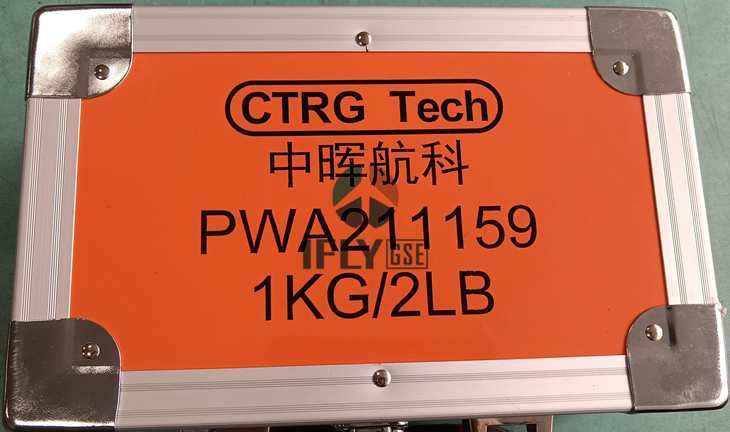 CTRG Tech
中晖航科
PWA211159
IFLY GSE
1KG/2LB